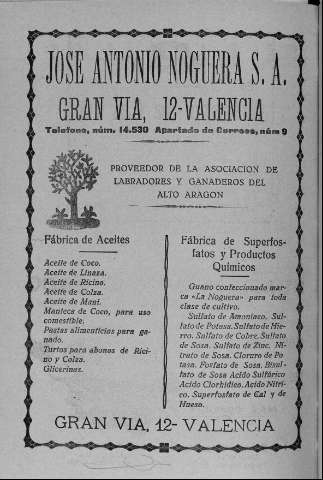 JOSE ANTONIO NOGUERA S. A.
GRAN VIA, 12-VALENCIA
Telefono, núm. 14.530 Apartado de Correos, núm 9
PROVEEDOR DE LA ASOCIACION DE
LABRADORES Y GANADEROS DEL
ALTO ARAGON
Fábrica de Aceites
Aceite de Coco.
Aceite de Linaza.
Aceite de Ricino.
Aceite de Colza.
Aceite de Maní.
Manteca de Coco, para uso
comestible.
Pastas alimenticias para ga-
nado.
Turtos para abonos de Rici-
no y Colza.
Glicerinas.
Fábrica de Superfos-
fatos y Productos
Quimicos
Guano confeccionado mar-
ca «La Noguera» para toda
clase de cultivo.
Sulfato de Amoniaco. Sul-
fato de Potasa. Sulfato de Hie-
rro. Sulfato de Cobre. Sulfato
de Sosa. Sulfato de Zinc. Ni-
trato de Sosa. Cloruro de Po-
tasa. Fosfato de Sosa. Bisul-
fato de Sosa Acido Sulfúrico
Acido Clorhidico. Acido Nitri-
co. Superfosfato de Cal y de
Hueso.
GRAN VIA, 12- VALENCIA